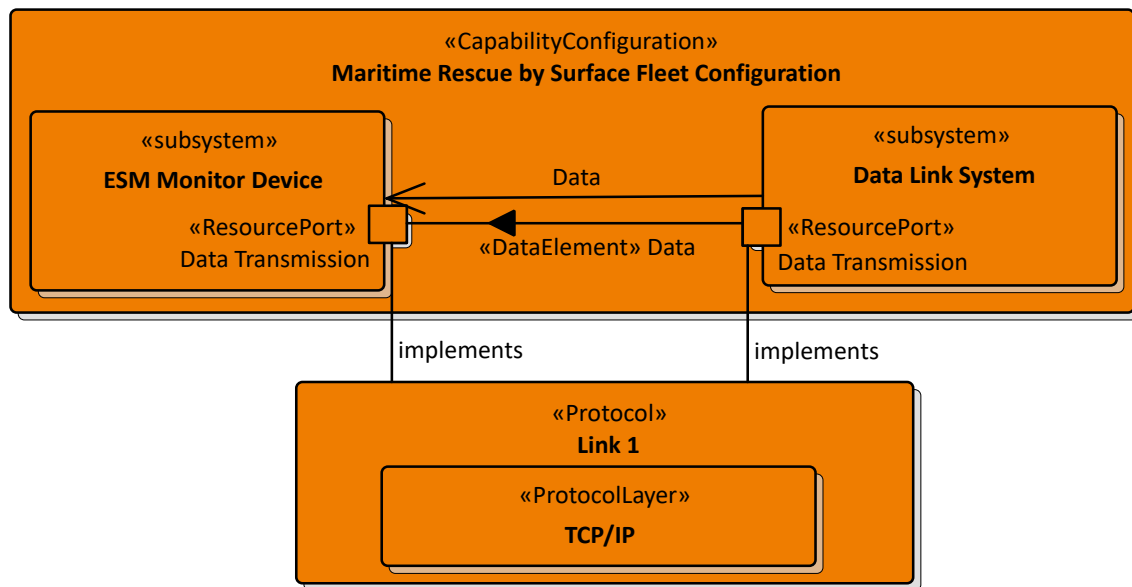 «CapabilityConfiguration»
Maritime Rescue by Surface Fleet Configuration
«subsystem»
ESM Monitor Device
«ResourcePort»
Data Transmission
Data
«DataElement» Data
«subsystem»
Data Link System
«ResourcePort»
Data Transmission
implements
implements
«Protocol»
Link 1
«ProtocolLayer»
TCP/IP